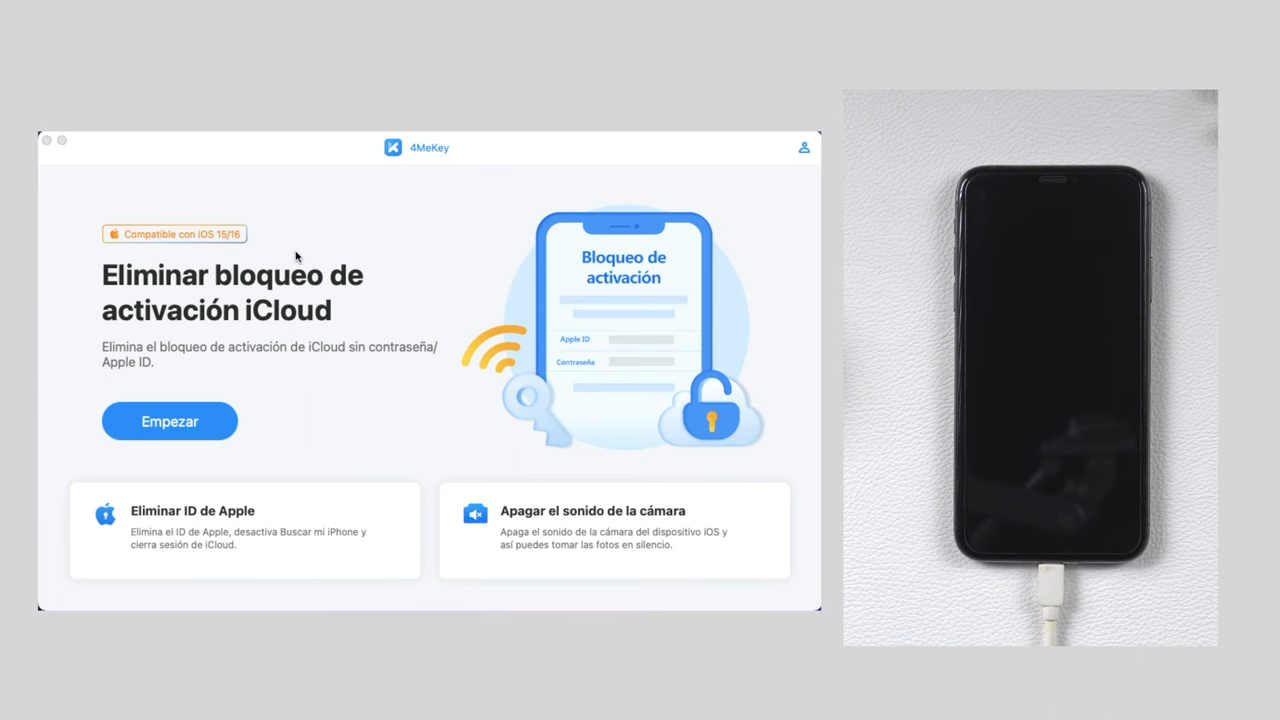 4MeKey
Compatible con iOS 15/16
Eliminar bloqueo de
activación iCloud
Elimina el bloqueo de activación de iCloud sin contraseña/
Apple ID.
Empezar
Bloqueo de
activación
Apple ID
Contraseña
Eliminar ID de Apple
Elimina el ID de Apple, desactiva Buscar mi iPhone y
cierra sesión de iCloud.
Apagar el sonido de la cámara
Apaga el sonido de la cámara del dispositivo iOS y
así puedes tomar las fotos en silencio.